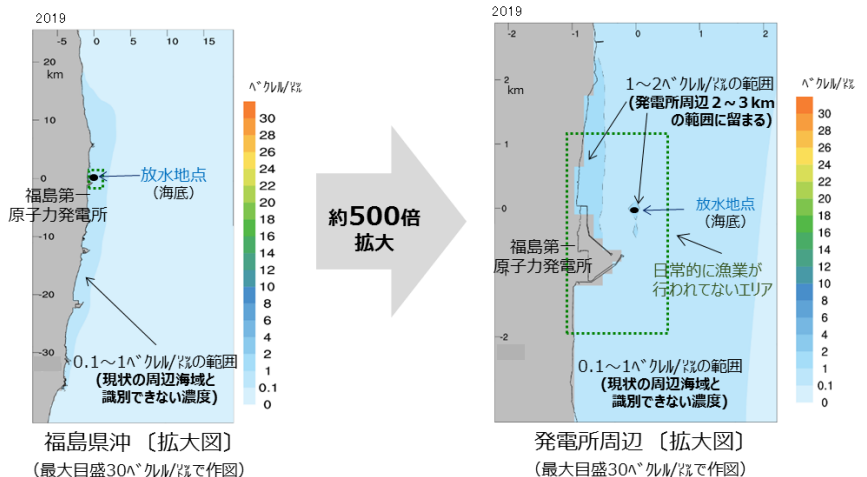 2019
-5
0
5
15
20
km
10
0
-10
-20
-30
ﾍﾞｸﾚﾙ/㍑
30
28
26
24
22
20
18
16
14
12
10
8
6
4
2
1
0.1
0
放水地点
(海底)
福島第一
原子力発電所
0.1～1ﾍﾞｸﾚﾙ/㍑の範囲
(現状の周辺海域と
識別できない濃度)
福島県沖〔拡大図〕
(最大目盛30ﾍﾞｸﾚﾙ/㍑で作図)
約500倍
拡大
2019
-2
-1
0
1
2
2
km
1
0
-2
ﾍﾞｸﾚﾙ/㍑
30
28
26
24
22
20
18
16
14
12
10
8
6
4
2
1
0.1
0
1～2ﾍﾞｸﾚﾙ/㍑の範囲
(発電所周辺２～３km
の範囲に留まる)
放水地点
(海底)
福島第一
原子力発電所
日常的に漁業が
行われてないエリア
0.1～1ﾍﾞｸﾚﾙ/㍑の範囲
(現状の周辺海域と
識別できない濃度)
発電所周辺〔拡大図〕
(最大目盛30ﾍﾞｸﾚﾙ/㍑で作図)